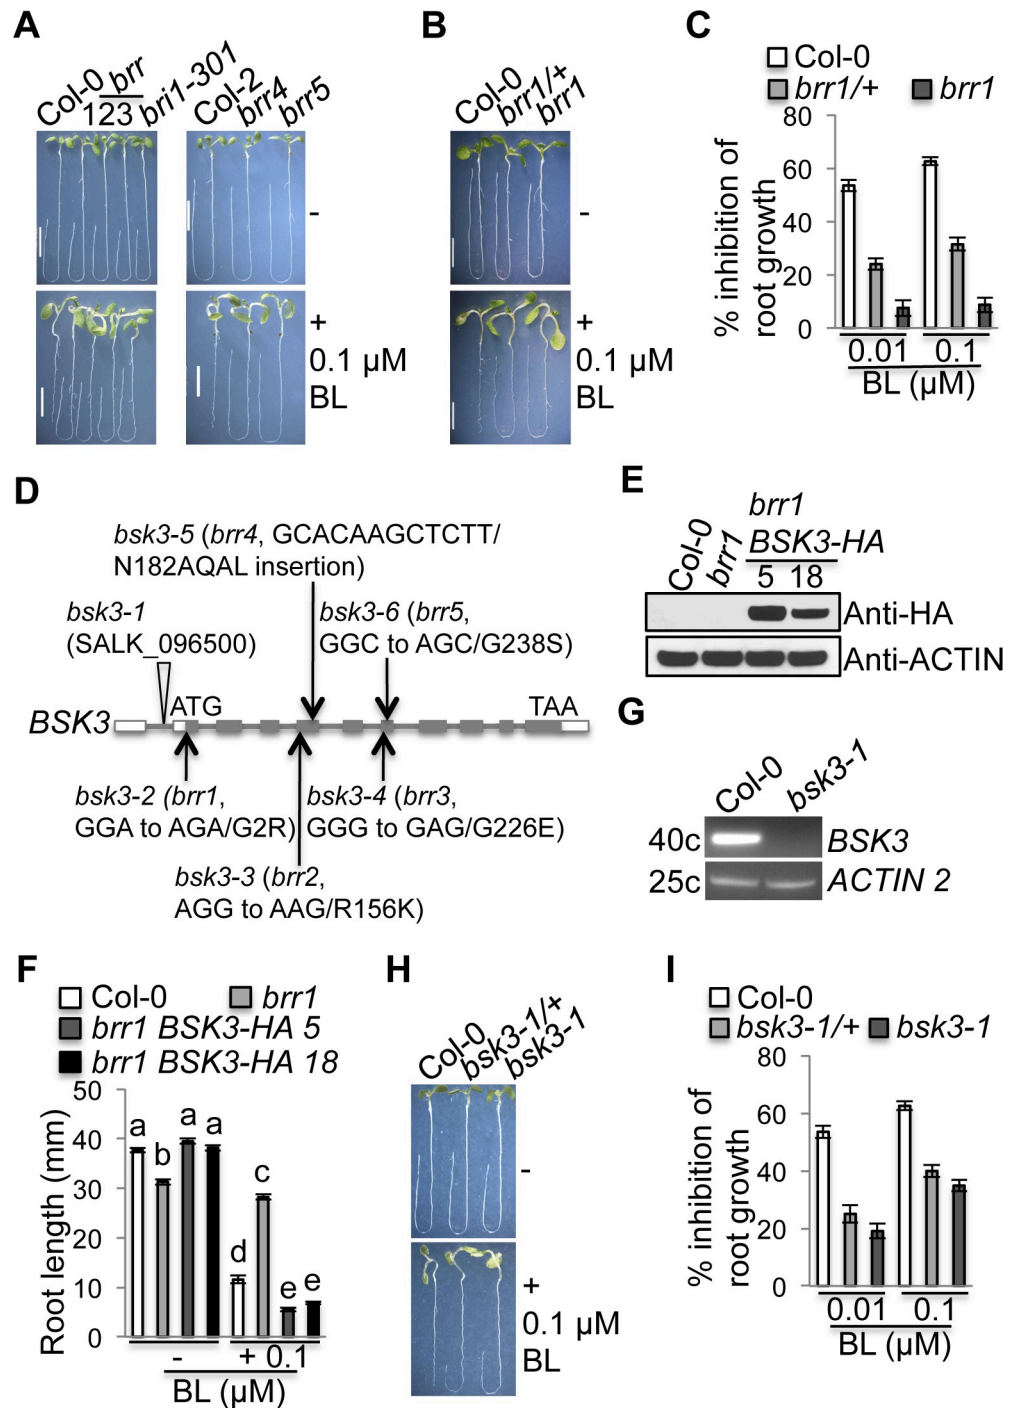 A
Col-0
brr
123
bri1-301
Col-2
brr4
brr5
-
+
0.1 µM
BL
B
Col-0
brr1/+
brr1
-
+
0.1 µM
BL
C
Col-0
brr1/+
brr1
% inhibition of
root growth
80
60
40
20
0
0.01
0.1
BL (µM)
D
bsk3-5 (brr4, GCACAAGCTCTT/
N182AQAL insertion)
bsk3-1
(SALK_096500)
bsk3-6 (brr5,
GGC to AGC/G238S)
ATG
TAA
BSK3
bsk3-2 (brr1,
GGA to AGA/G2R)
bsk3-4 (brr3,
GGG to GAG/G226E)
bsk3-3 (brr2,
AGG to AAG/R156K)
E
Col-0
brr1
brr1
BSK3-HA
5 18
Anti-HA
Anti-ACTIN
G
Col-0
bsk3-1
40c
BSK3
25c
ACTIN 2
F
Col-0
brr1
brr1 BSK3-HA 5
brr1 BSK3-HA 18
Root length (mm)
50
40
30
20
10
0
a
b
a
a
d
c
e
e
-
+ 0.1
BL (µM)
H
Col-0
bsk3-1/+
bsk3-1
-
+
0.1 µM
BL
I
Col-0
bsk3-1/+
bsk3-1
% inhibition of
root growth
80
60
40
20
0
0.01
0.1
BL (µM)